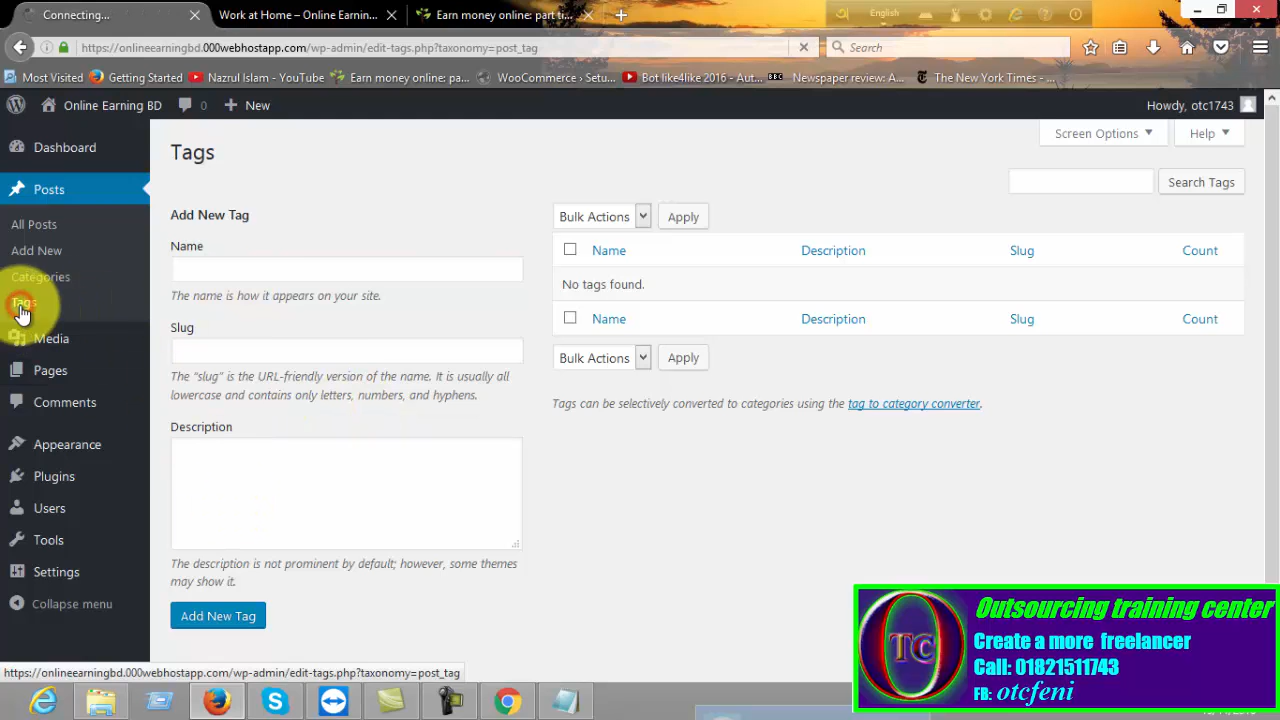 Connecting...
Work at Home – Online Earnin...
Earn money online: part ti...
English
https://onlineearningbd.000webhostapp.com/wp-admin/edit-tags.php?taxonomy=post_tag
Search
Most Visited
Getting Started
Nazrul Islam - YouTube
Earn money online: pa...
WooCommerce › Setu...
Bot like4like 2016 - Aut...
BBC
Newspaper review: A...
The New York Times - ...
Online Earning BD
0
New
Howdy, otc1743
Dashboard
Posts
All Posts
Add New
Categories
Tags
Media
Pages
Comments
Appearance
Plugins
Users
Tools
Settings
Collapse menu
Screen Options
Help
Tags
Search Tags
Add New Tag
Name
The name is how it appears on your site.
Slug
The “slug” is the URL-friendly version of the name. It is usually all
lowercase and contains only letters, numbers, and hyphens.
Description
The description is not prominent by default; however, some themes
may show it.
Add New Tag
Bulk Actions
Apply
Name Description Slug Count
No tags found.
Name Description Slug Count
Bulk Actions
Apply
Tags can be selectively converted to categories using the tag to category converter.
https://onlineearningbd.000webhostapp.com/wp-admin/edit-tags.php?taxonomy=post_tag
OTC
Outsourcing training center
Create a more freelancer
Call: 01821511743
FB: otcfeni